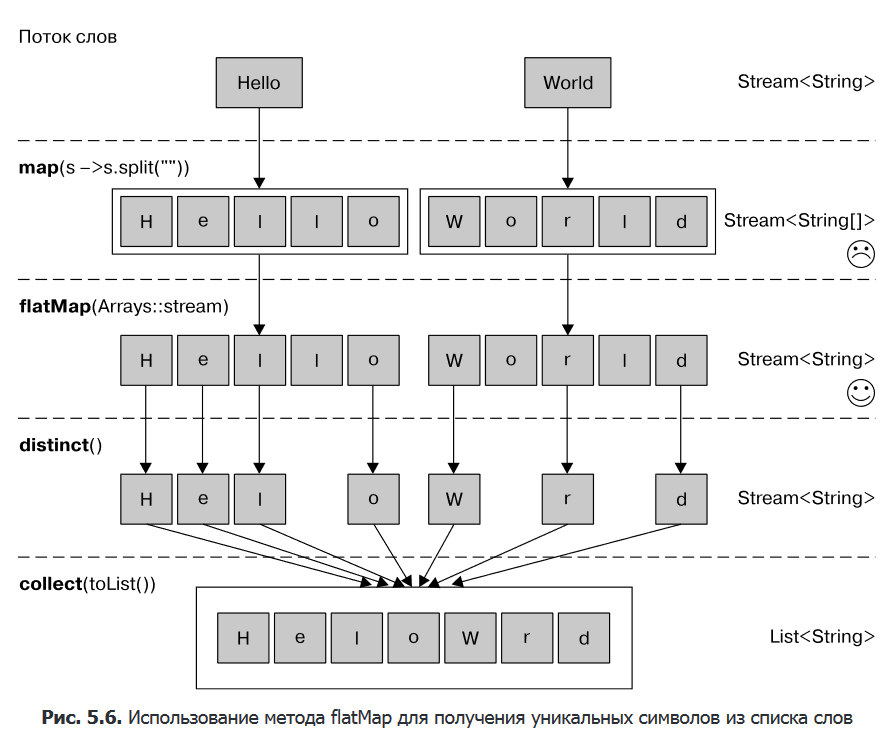 Поток слов
Hello World Stream<String>
map(s –>s.split(""))
H e l l o W o r l d Stream<String[]>
flatMap(Arrays::stream)
H e l l o W o r l d Stream<String>
distinct()
H e l o W r d Stream<String>
collect(toList())
H e l o W r d List<String>
Рис. 5.6. Использование метода flatMap для получения уникальных символов из списка слов